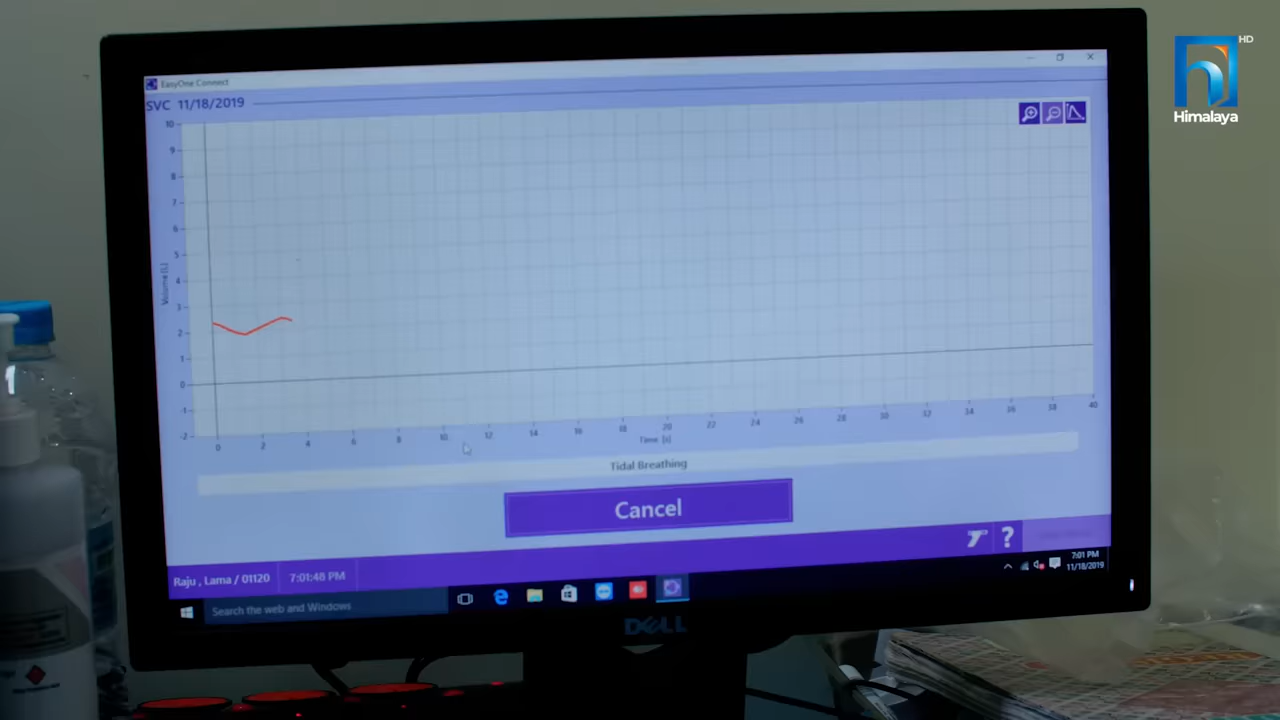 HD
Himalaya
EasyOne Connect
SVC 11/18/2019
10
9
8
7
6
5
4
3
2
1
0
-1
-2
Volume [L]
0 2 4 6 8 10 12 14 16 18 20 22 24 26 28 30 32 34 36 38 40
Time [s]
Tidal Breathing
Cancel
?
Raju , Lama / 01120 7:01:48 PM
7:01 PM
11/18/2019
Search the web and Windows
DELL